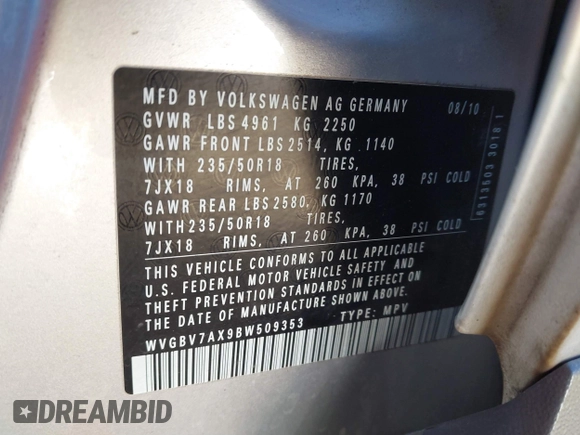 MFD BY VOLKSWAGEN AG GERMANY 08/10
GVWR LBS 4961 KG 2250
GAWR FRONT LBS 2514, KG 1140
WITH 235/50R18 TIRES,
7JX18 RIMS, AT 260 KPA, 38 PSI COLD
GAWR REAR LBS 2580, KG 1170
WITH 235/50R18 TIRES,
7JX18 RIMS, AT 260 KPA, 38 PSI COLD
THIS VEHICLE CONFORMS TO ALL APPLICABLE
U.S. FEDERAL MOTOR VEHICLE SAFETY AND
THEFT PREVENTION STANDARDS IN EFFECT ON
THE DATE OF MANUFACTURE SHOWN ABOVE.
WVGBV7AX9BW509353 TYPE: MPV
6313503 3018 1
DREAMBID